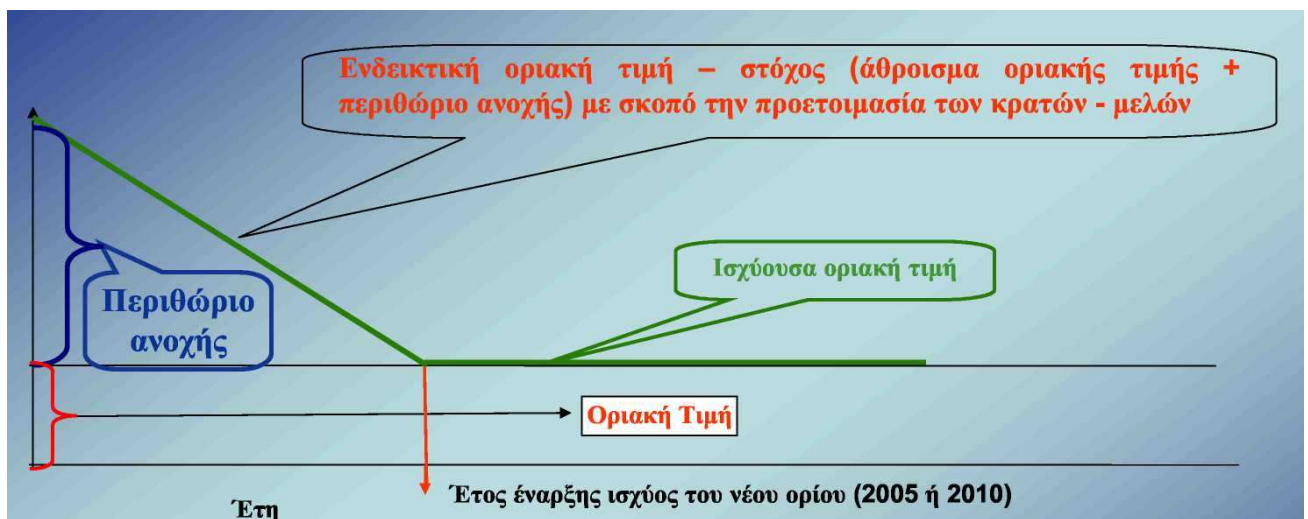 Ενδεικτική οριακή τιμή – στόχος (άθροισμα οριακής τιμής +
περιθώριο ανοχής) με σκοπό την προετοιμασία των κρατών - μελών
Ισχύουσα οριακή τιμή
Περιθώριο
ανοχής
Οριακή Τιμή
Έτος έναρξης ισχύος του νέου ορίου (2005 ή 2010)
Έτη